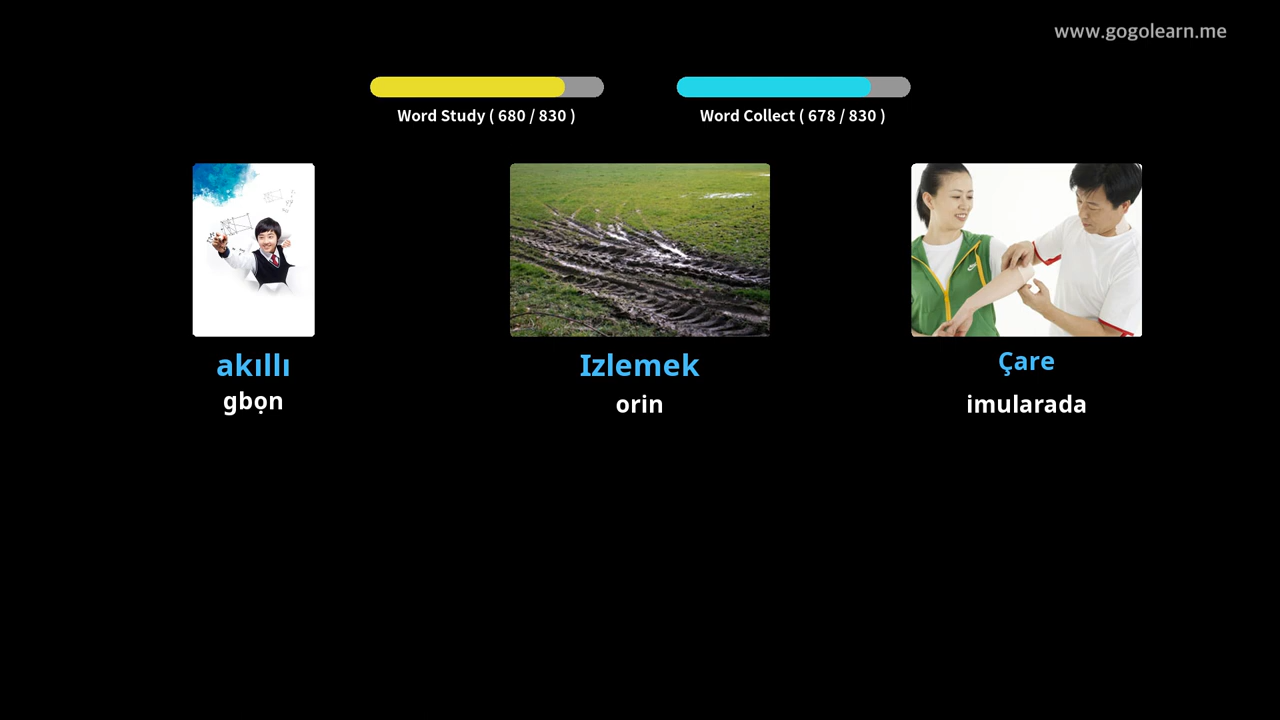 www.gogolearn.me
Word Study ( 680 / 830 )
Word Collect ( 678 / 830 )
akıllı
gbọn
Izlemek
orin
Çare
imularada